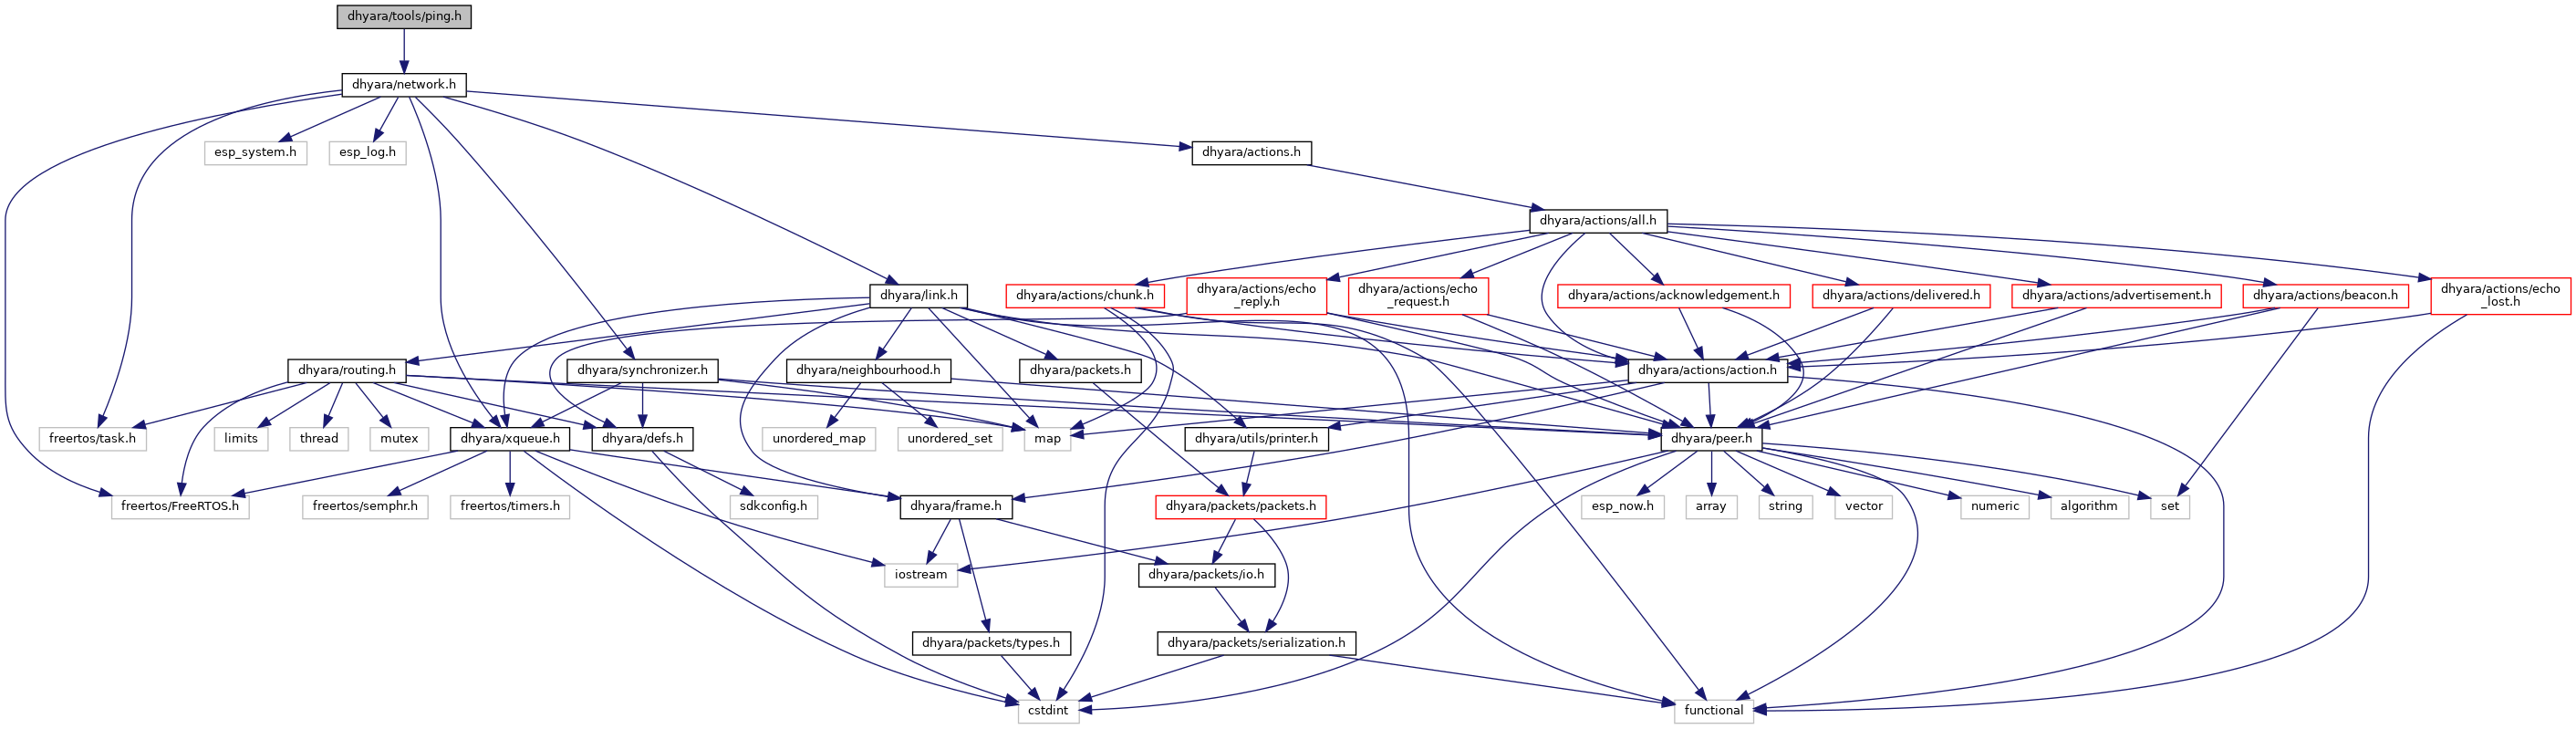 dhyara/tools/ping.h
dhyara/network.h
esp_system.h
esp_log.h
dhyara/actions.h
dhyara/actions/all.h
dhyara/link.h
dhyara/actions/chunk.h
dhyara/actions/echo
_reply.h
dhyara/actions/echo
_request.h
dhyara/actions/acknowledgement.h
dhyara/actions/delivered.h
dhyara/actions/advertisement.h
dhyara/actions/beacon.h
dhyara/actions/echo
_lost.h
dhyara/routing.h
dhyara/synchronizer.h
dhyara/neighbourhood.h
dhyara/packets.h
dhyara/actions/action.h
freertos/task.h
limits
thread
mutex
dhyara/xqueue.h
dhyara/defs.h
unordered_map
unordered_set
map
dhyara/utils/printer.h
dhyara/peer.h
freertos/FreeRTOS.h
freertos/semphr.h
freertos/timers.h
sdkconfig.h
dhyara/frame.h
dhyara/packets/packets.h
esp_now.h
array
string
vector
numeric
algorithm
set
iostream
dhyara/packets/io.h
dhyara/packets/types.h
dhyara/packets/serialization.h
cstdint
functional